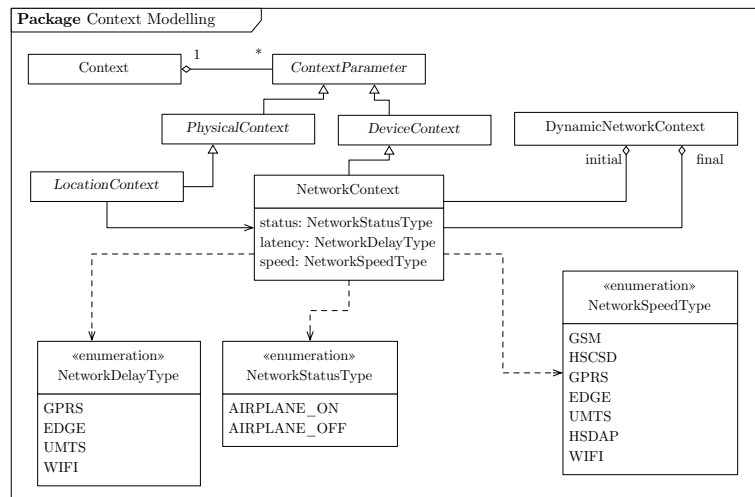 Package Context Modelling
1
*
Context
ContextParameter
PhysicalContext
DeviceContext
DynamicNetworkContext
initial
final
LocationContext
NetworkContext
status: NetworkStatusType
latency: NetworkDelayType
speed: NetworkSpeedType
«enumeration»
NetworkSpeedType
GSM
HSCSD
GPRS
EDGE
UMTS
HSDAP
WIFI
«enumeration»
NetworkDelayType
GPRS
EDGE
UMTS
WIFI
«enumeration»
NetworkStatusType
AIRPLANE_ON
AIRPLANE_OFF